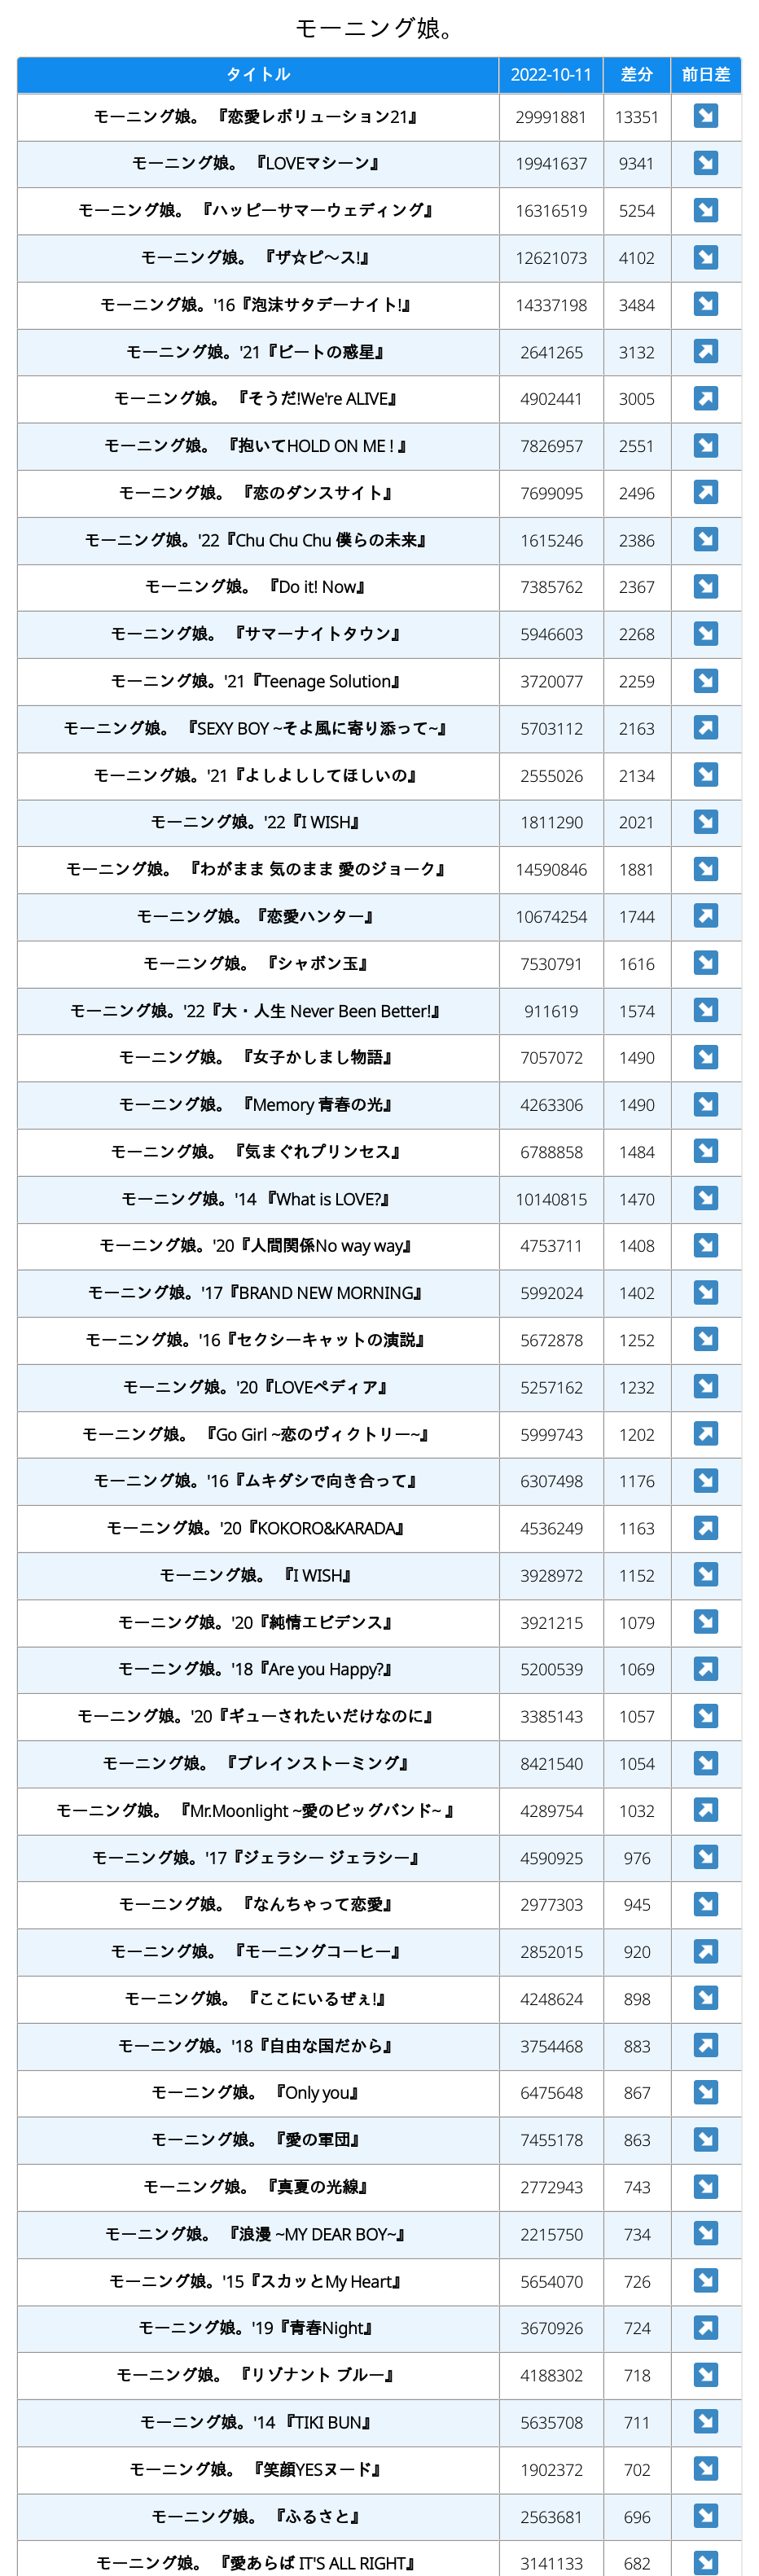 モーニング娘。
タイトル 2022-10-11 差分 前日差
モーニング娘。 『恋愛レボリューション21』 29991881 13351 ↘
モーニング娘。 『LOVEマシーン』 19941637 9341 ↘
モーニング娘。 『ハッピーサマーウェディング』 16316519 5254 ↘
モーニング娘。 『ザ☆ピ〜ス!』 12621073 4102 ↘
モーニング娘。'16『泡沫サタデーナイト!』 14337198 3484 ↘
モーニング娘。'21『ビートの惑星』 2641265 3132 ↗
モーニング娘。 『そうだ!We're ALIVE』 4902441 3005 ↗
モーニング娘。 『抱いてHOLD ON ME ! 』 7826957 2551 ↘
モーニング娘。 『恋のダンスサイト』 7699095 2496 ↗
モーニング娘。'22『Chu Chu Chu 僕らの未来』 1615246 2386 ↘
モーニング娘。 『Do it! Now』 7385762 2367 ↘
モーニング娘。 『サマーナイトタウン』 5946603 2268 ↘
モーニング娘。'21『Teenage Solution』 3720077 2259 ↘
モーニング娘。 『SEXY BOY ~そよ風に寄り添って~』 5703112 2163 ↗
モーニング娘。'21『よしよししてほしいの』 2555026 2134 ↘
モーニング娘。'22『I WISH』 1811290 2021 ↘
モーニング娘。 『わがまま 気のまま 愛のジョーク』 14590846 1881 ↘
モーニング娘。『恋愛ハンター』 10674254 1744 ↗
モーニング娘。 『シャボン玉』 7530791 1616 ↘
モーニング娘。'22『大・人生 Never Been Better!』 911619 1574 ↘
モーニング娘。 『女子かしまし物語』 7057072 1490 ↘
モーニング娘。 『Memory 青春の光』 4263306 1490 ↘
モーニング娘。 『気まぐれプリンセス』 6788858 1484 ↘
モーニング娘。'14 『What is LOVE?』 10140815 1470 ↘
モーニング娘。'20『人間関係No way way』 4753711 1408 ↘
モーニング娘。'17『BRAND NEW MORNING』 5992024 1402 ↘
モーニング娘。'16『セクシーキャットの演説』 5672878 1252 ↘
モーニング娘。'20『LOVEペディア』 5257162 1232 ↘
モーニング娘。 『Go Girl ~恋のヴィクトリー~』 5999743 1202 ↗
モーニング娘。'16『ムキダシで向き合って』 6307498 1176 ↘
モーニング娘。'20『KOKORO&KARADA』 4536249 1163 ↗
モーニング娘。 『I WISH』 3928972 1152 ↘
モーニング娘。'20『純情エビデンス』 3921215 1079 ↘
モーニング娘。'18『Are you Happy?』 5200539 1069 ↗
モーニング娘。'20『ギューされたいだけなのに』 3385143 1057 ↘
モーニング娘。 『ブレインストーミング』 8421540 1054 ↘
モーニング娘。 『Mr.Moonlight ~愛のビッグバンド~ 』 4289754 1032 ↗
モーニング娘。'17『ジェラシー ジェラシー』 4590925 976 ↘
モーニング娘。 『なんちゃって恋愛』 2977303 945 ↘
モーニング娘。 『モーニングコーヒー』 2852015 920 ↗
モーニング娘。 『ここにいるぜぇ!』 4248624 898 ↘
モーニング娘。'18『自由な国だから』 3754468 883 ↗
モーニング娘。 『Only you』 6475648 867 ↘
モーニング娘。 『愛の軍団』 7455178 863 ↘
モーニング娘。 『真夏の光線』 2772943 743 ↘
モーニング娘。 『浪漫 ~MY DEAR BOY~』 2215750 734 ↘
モーニング娘。'15『スカッとMy Heart』 5654070 726 ↘
モーニング娘。'19『青春Night』 3670926 724 ↗
モーニング娘。 『リゾナント ブルー』 4188302 718 ↘
モーニング娘。'14 『TIKI BUN』 5635708 711 ↘
モーニング娘。 『笑顔YESヌード』 1902372 702 ↘
モーニング娘。 『ふるさと』 2563681 696 ↘
モーニング娘。 『愛あらば IT'S ALL RIGHT』 3141133 682 ↘